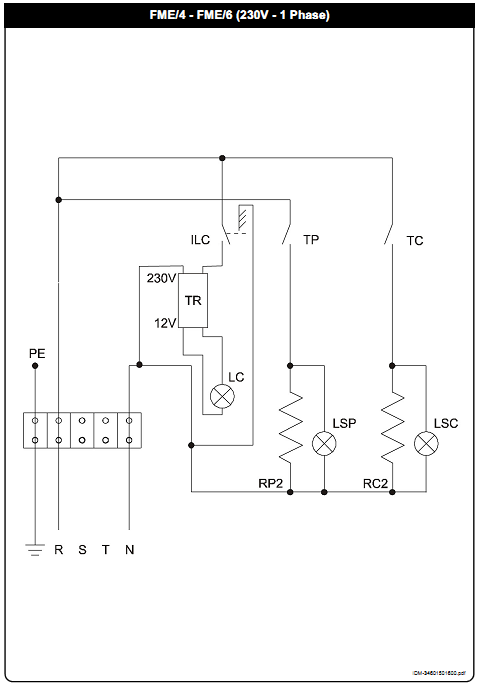 FME/4 - FME/6 (230V - 1 Phase)
ILC TP TC
230V
TR
12V
PE
LC
LSP LSC
RP2 RC2
R S T N
IDM-34601501600.pdf